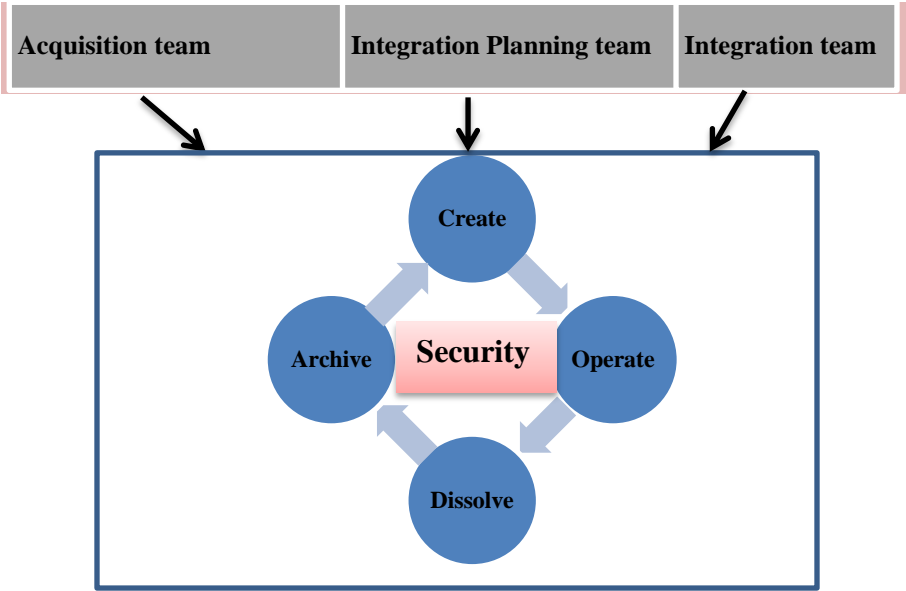 Acquisition team
Integration Planning team
Integration team
Create
Archive
Security
Operate
Dissolve